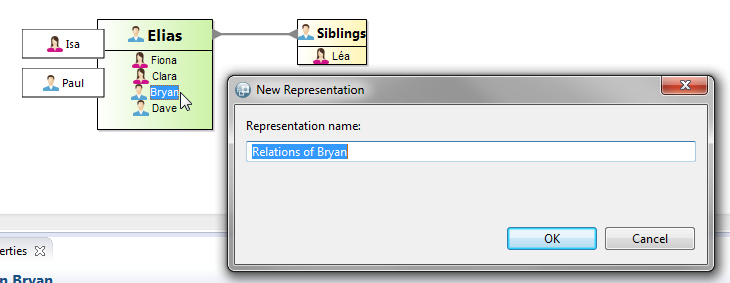 Elias
Siblings
Isa
Fiona
Léa
Clara
Paul
Bryan
Dave
New Representation
Representation name:
Relations of Bryan
OK
Cancel
erties
n Bryan